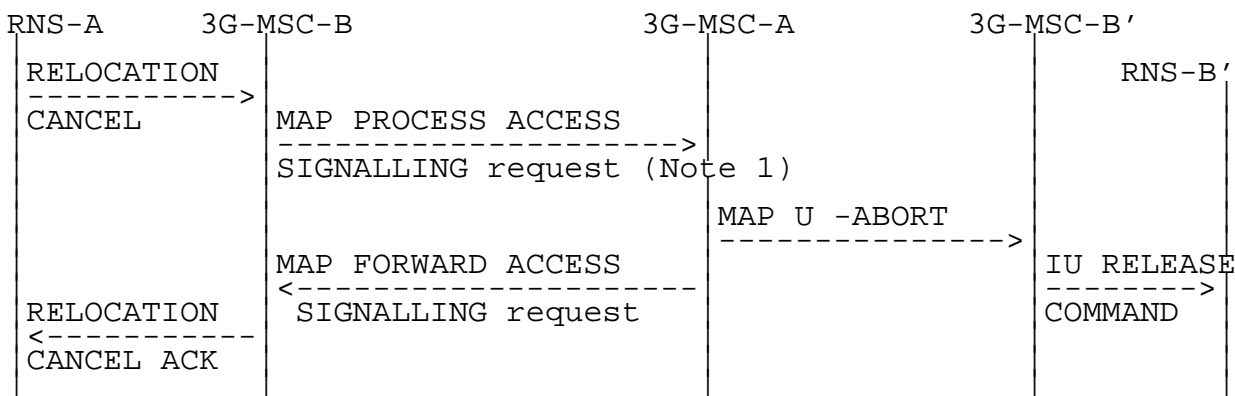 RNS-A 3G-MSC-B 3G-MSC-A 3G-MSC-B'
RELOCATION RNS-B'
----------->
CANCEL MAP PROCESS ACCESS
--------------------->
SIGNALLING request (Note 1)
MAP U -ABORT
-------------->
MAP FORWARD ACCESS IU RELEASE
<-------------------- -------->
RELOCATION SIGNALLING request COMMAND
<-----------
CANCEL ACK